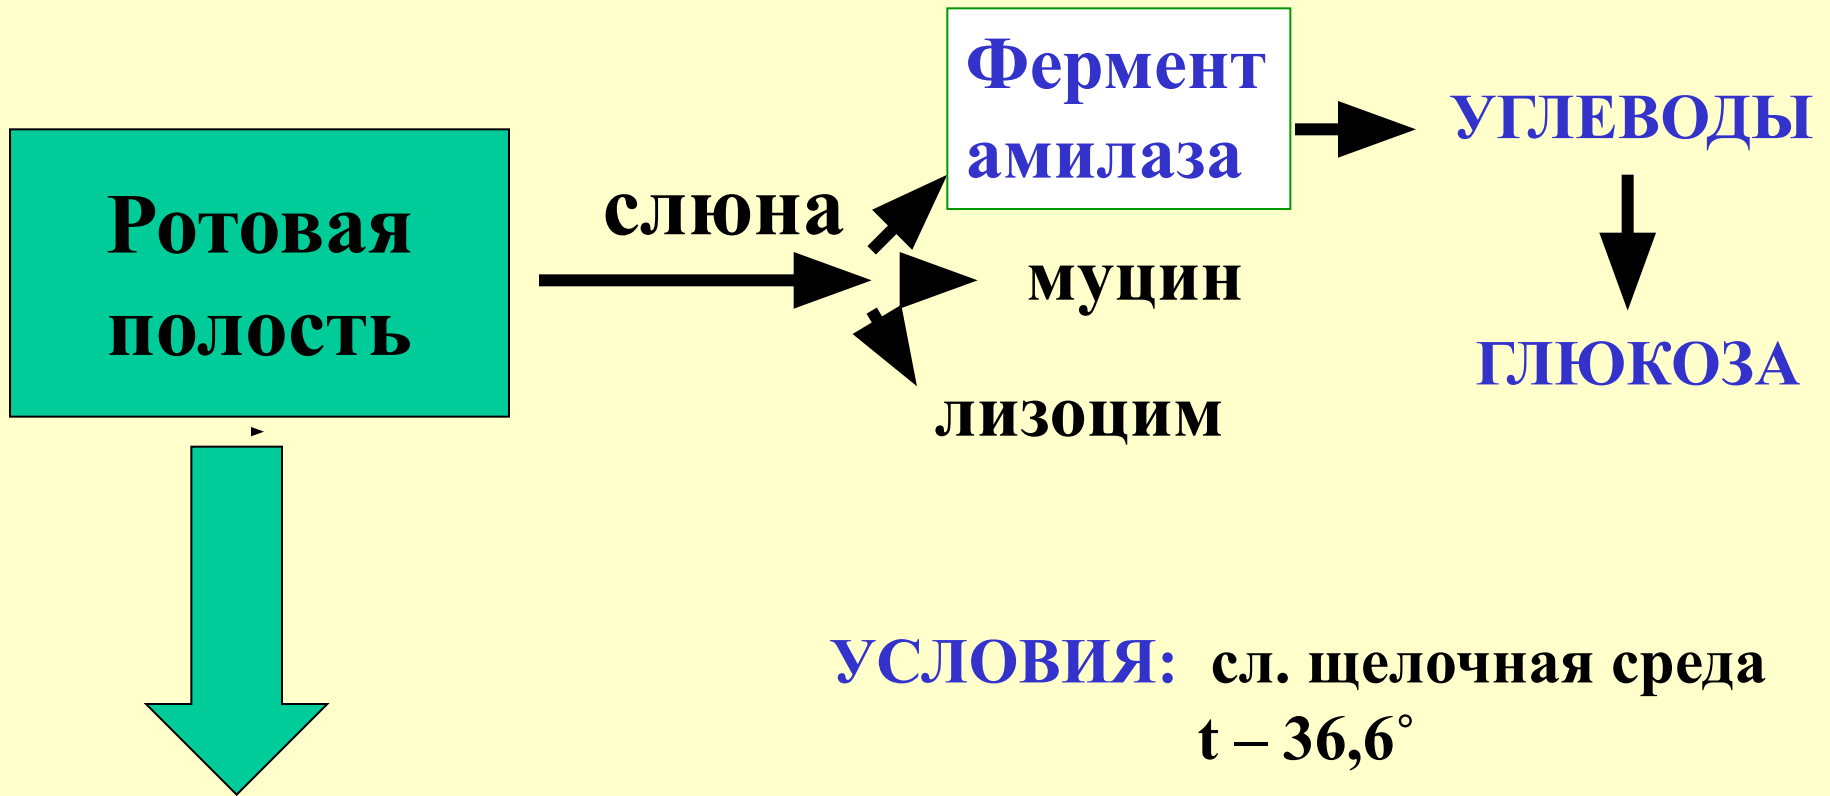 Ротовая
полость
слюна
Фермент
амилаза
муцин
лизоцим
УГЛЕВОДЫ
ГЛЮКОЗА
УСЛОВИЯ: сл. щелочная среда
t – 36,6˚